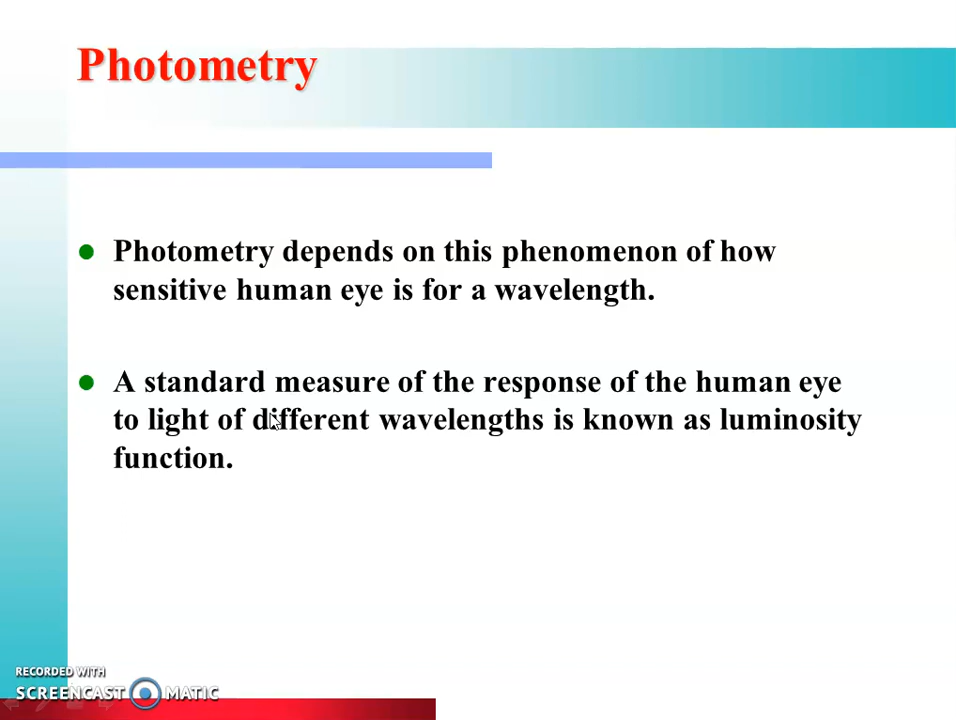 Photometry
Photometry depends on this phenomenon of how
sensitive human eye is for a wavelength.
A standard measure of the response of the human eye
to light of different wavelengths is known as luminosity
function.
RECORDED WITH
SCREENCAST MATIC